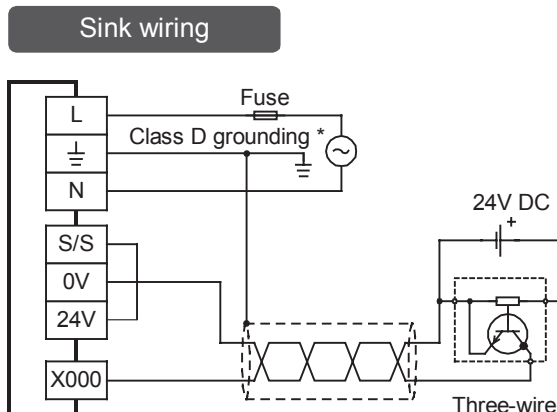 Sink wiring
Fuse
L
Class D grounding *
N
24V DC
+
S/S
0V
24V
X000
Three-wire